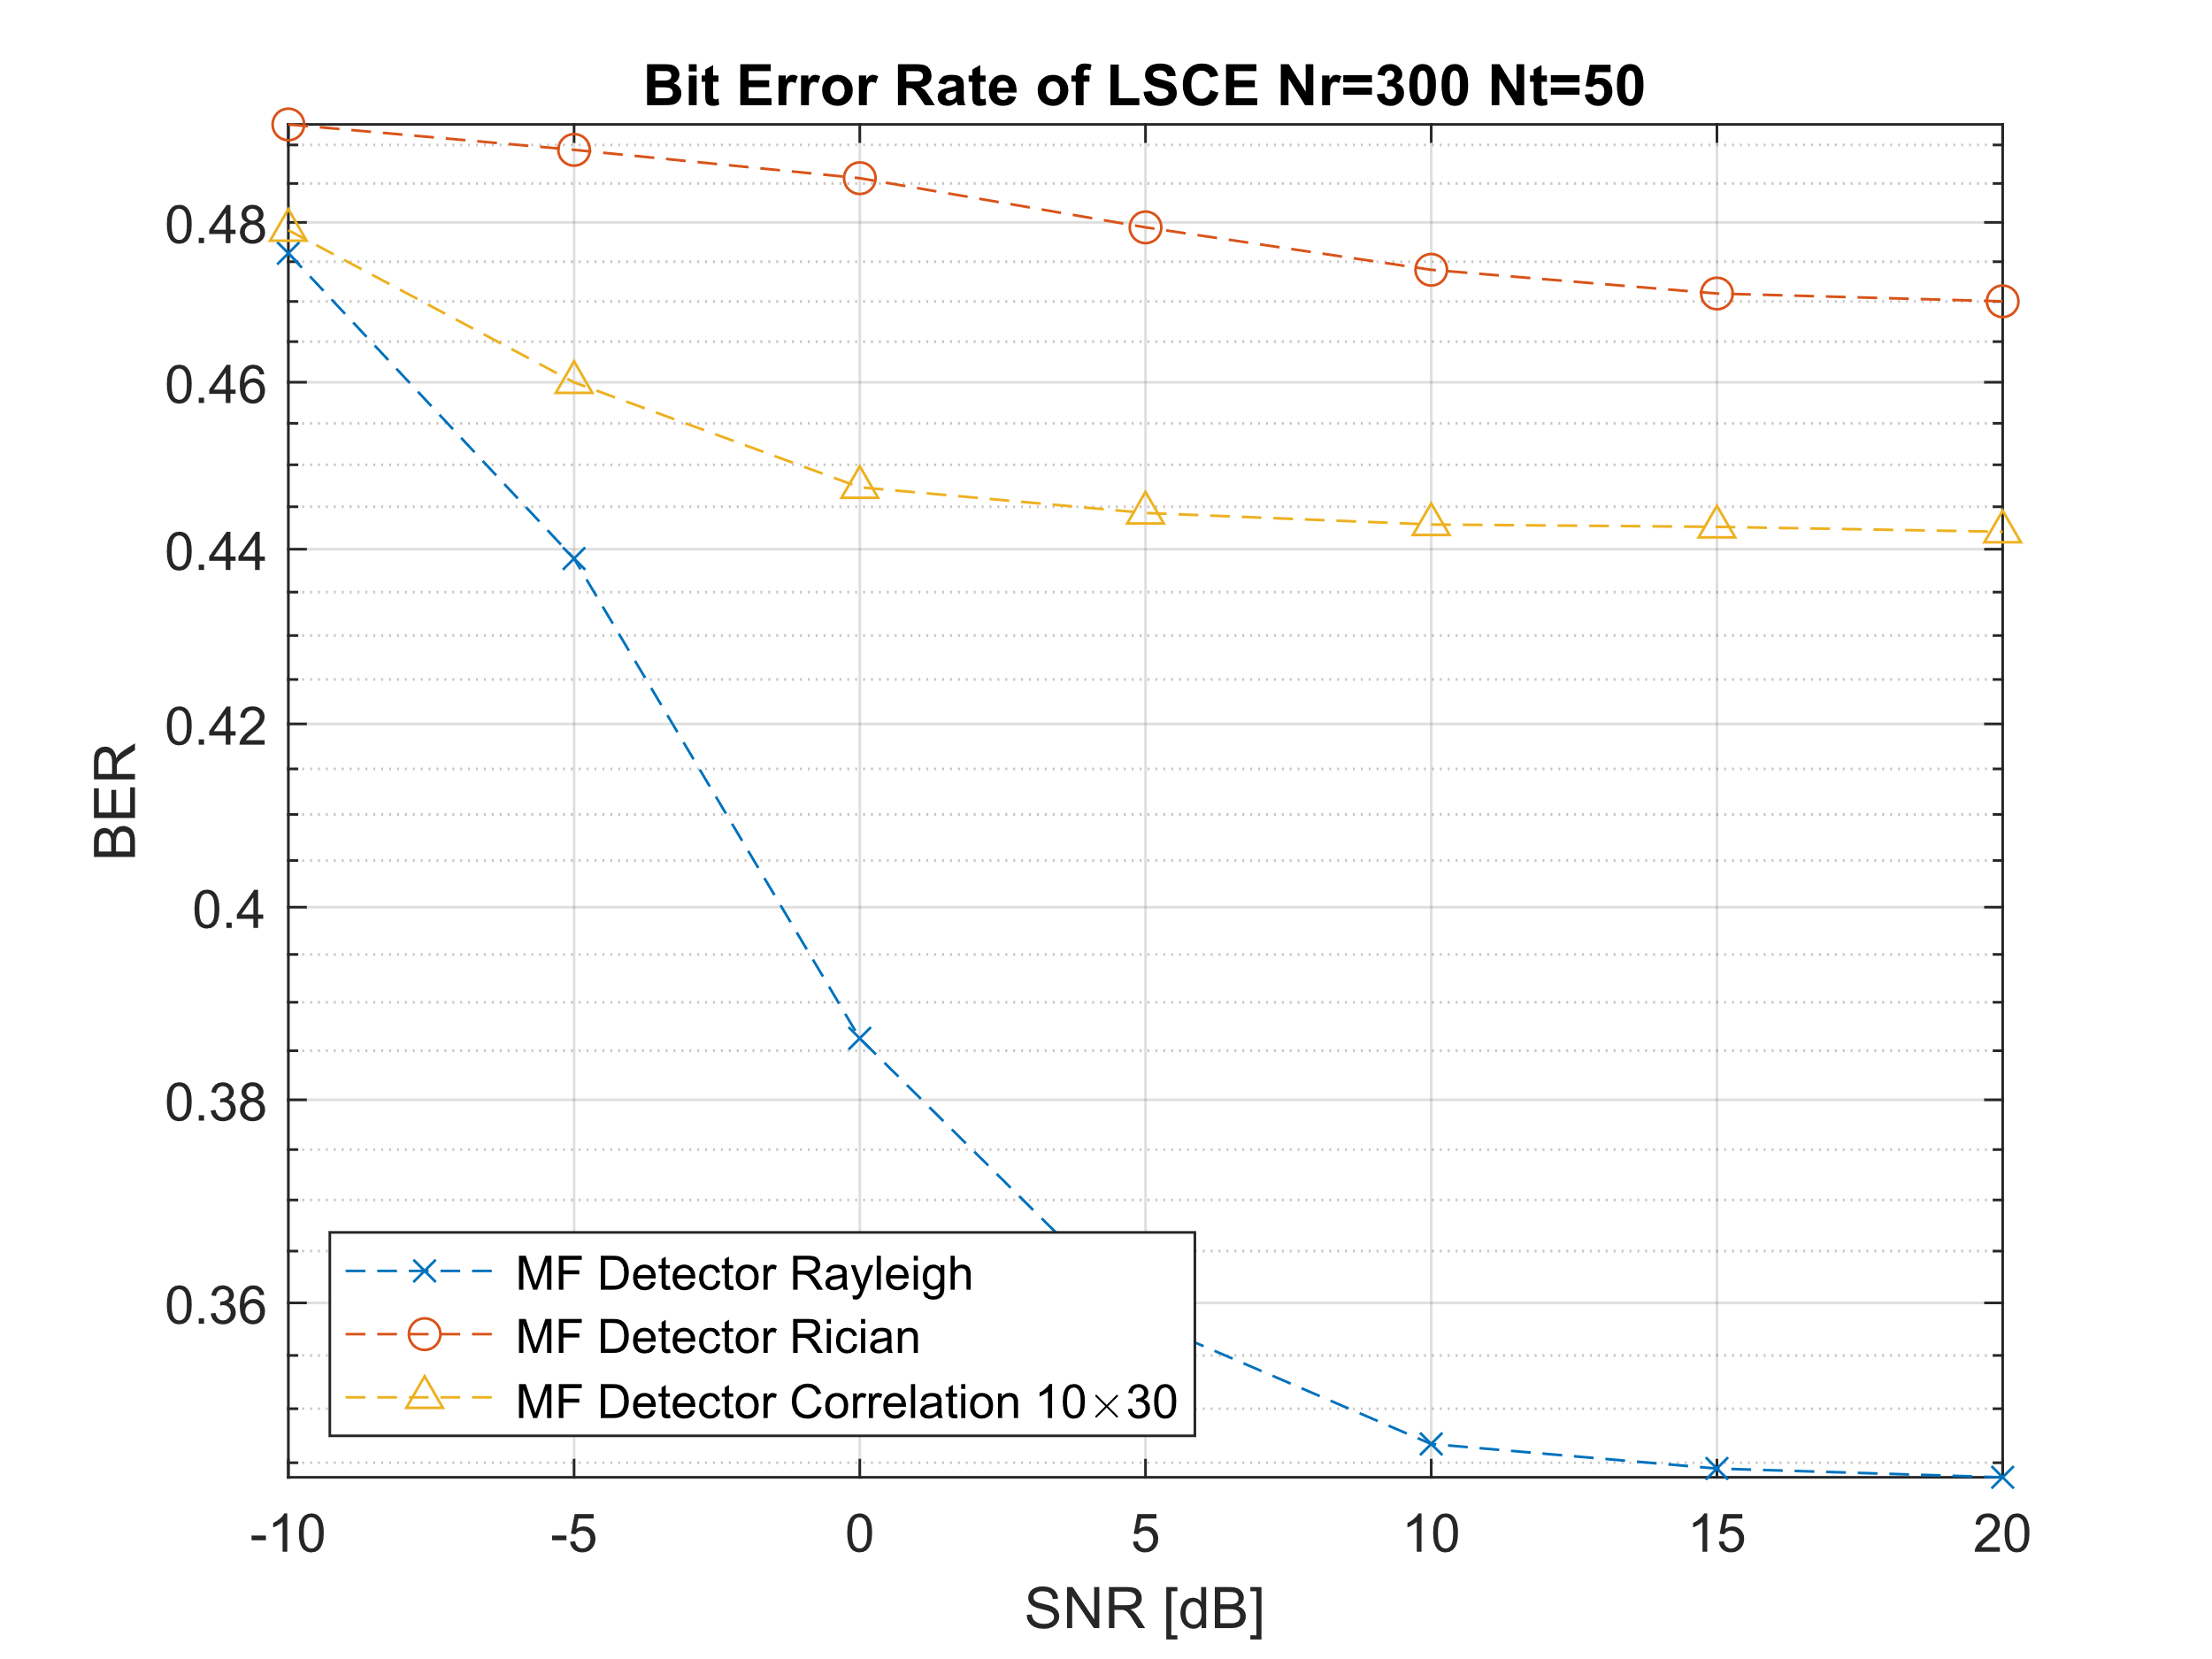 Bit Error Rate of LSCE Nr=300 Nt=50
0.48
0.46
0.44
0.42
0.4
0.38
0.36
BER
MF Detector Rayleigh
MF Detector Rician
MF Detector Correlation 10×30
-10 -5 0 5 10 15 20
SNR [dB]